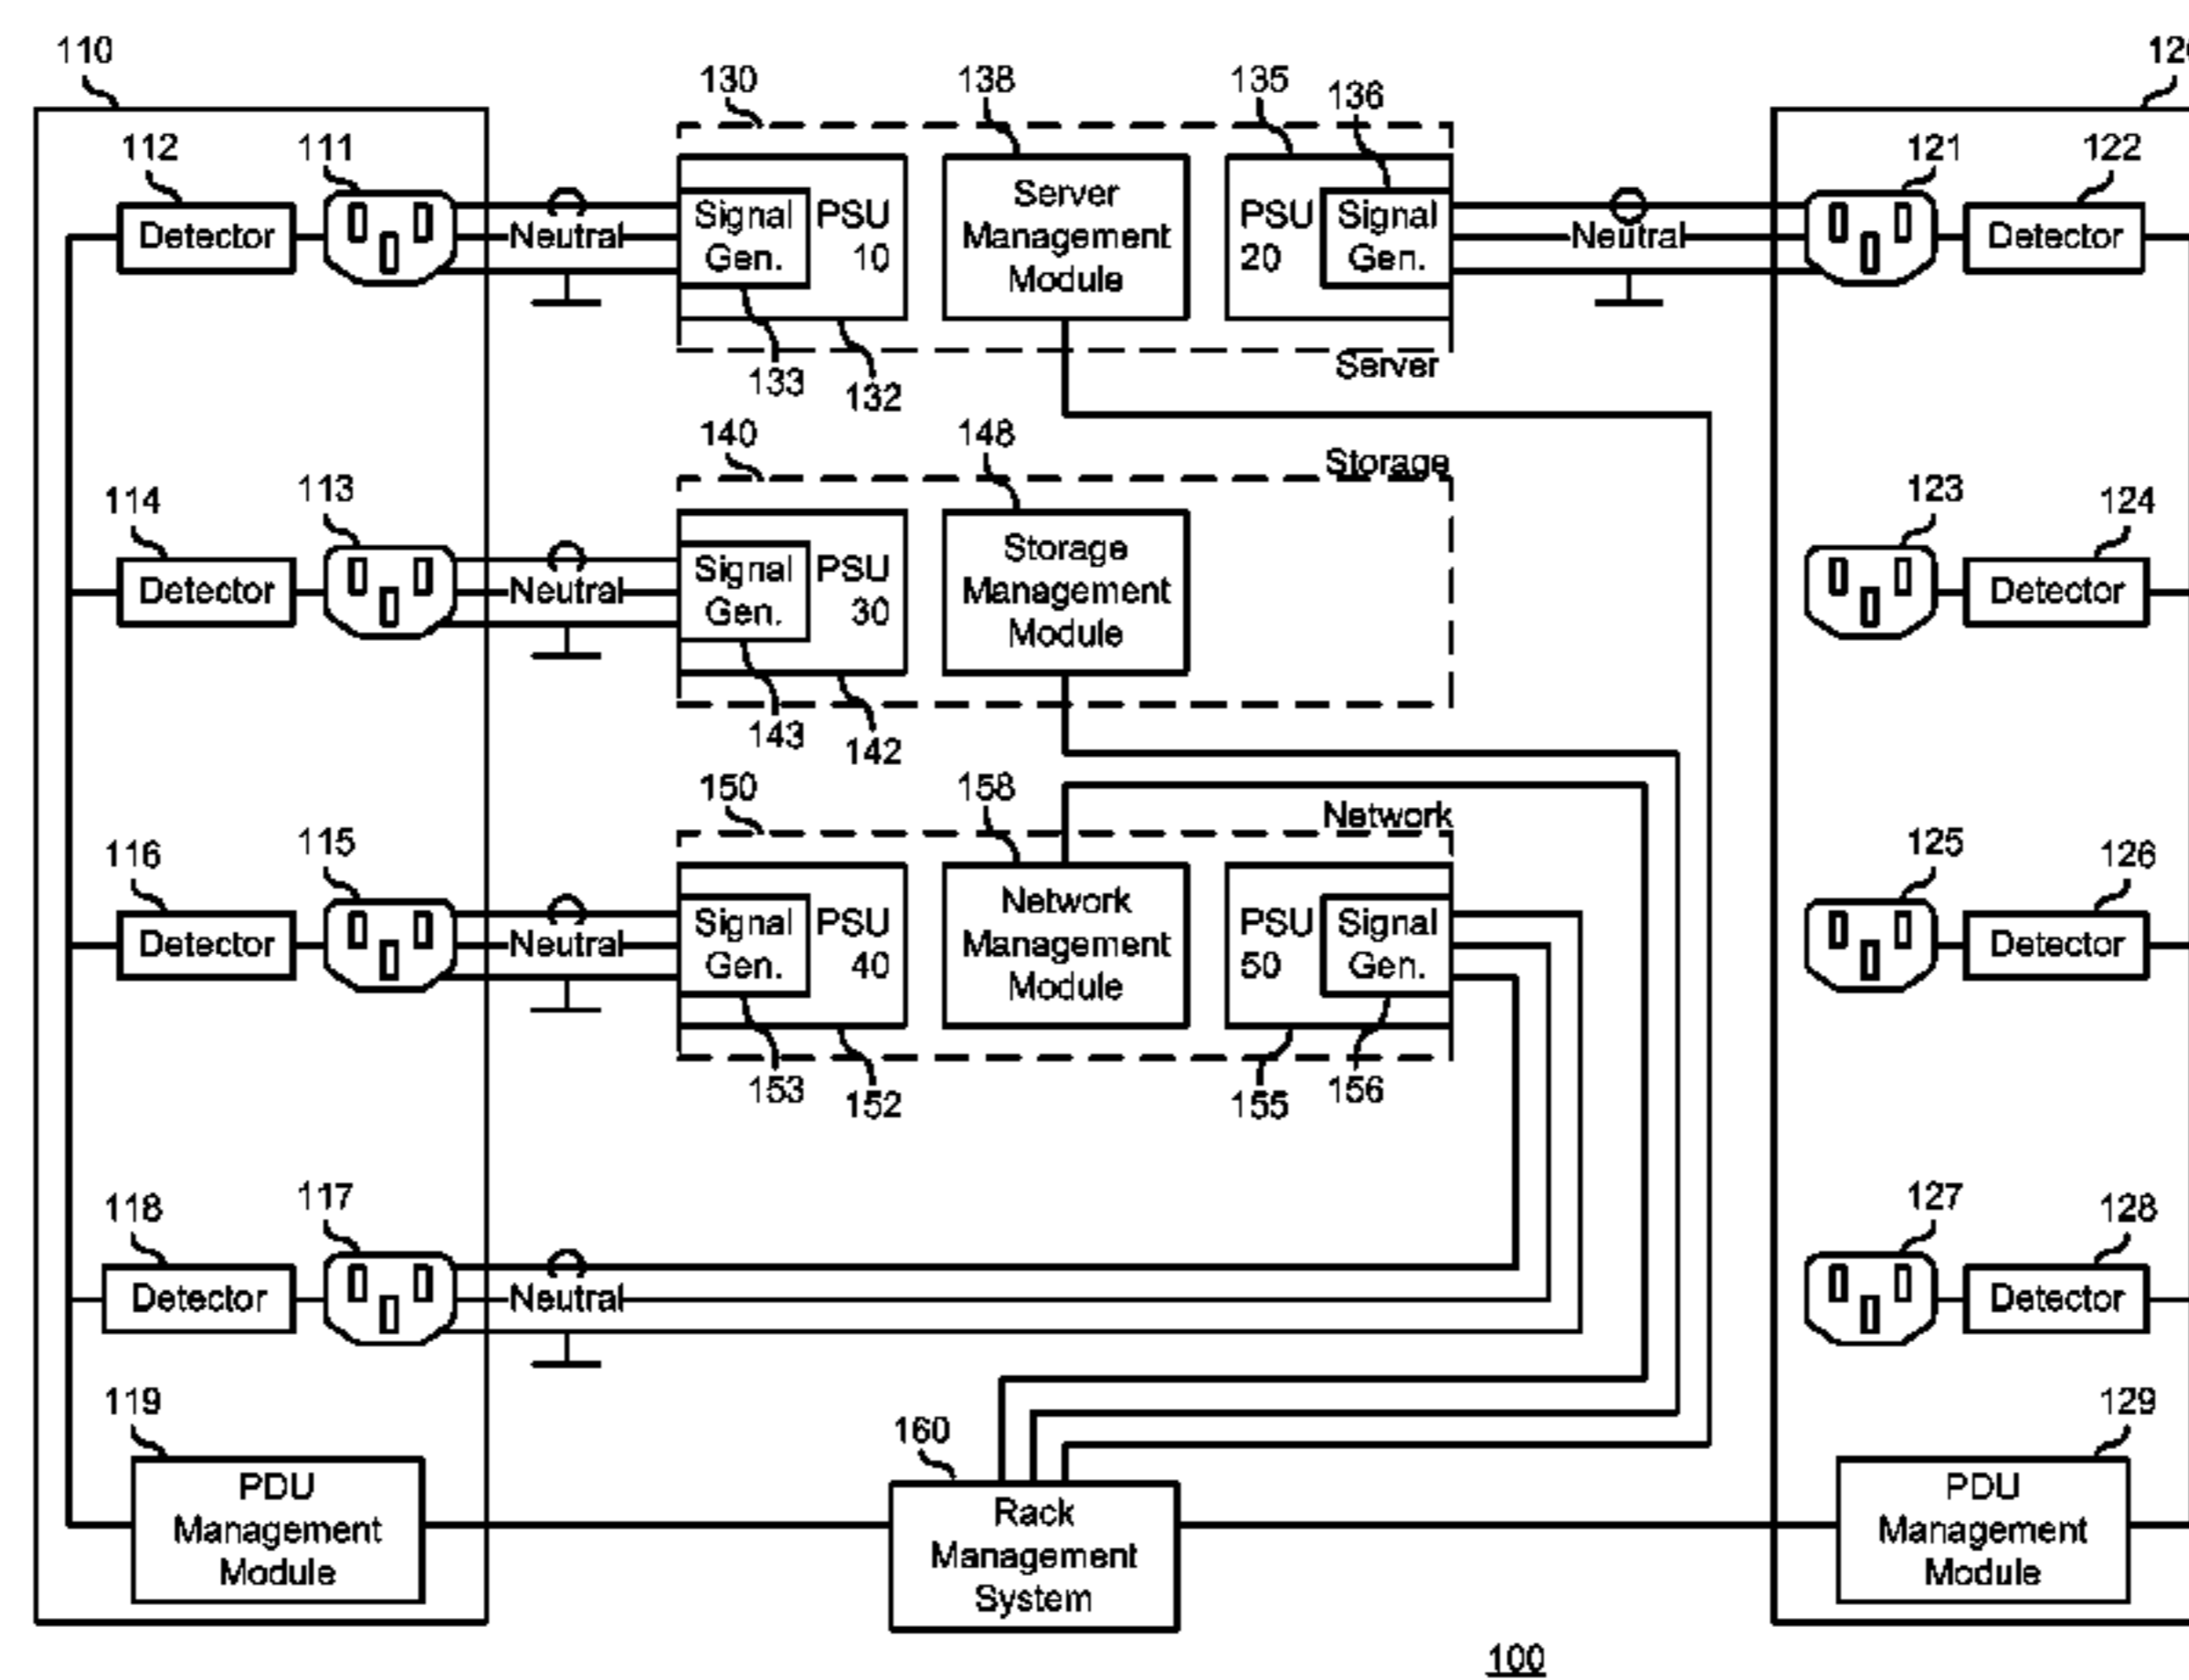 110
130
138
135
136
120
112
111
121
122
Detector
Neutral
Signal
Gen.
PSU
10
Server
Management
Module
PSU
20
Signal
Gen.
Neutral
Detector
133
132
Server
140
148
Storage
114
113
123
124
Detector
Neutral
Signal
Gen.
PSU
30
Storage
Management
Module
Detector
143
142
150
158
Network
116
115
125
126
Detector
Neutral
Signal
Gen.
PSU
40
Network
Management
Module
PSU
50
Signal
Gen.
Detector
153
152
155
156
118
117
127
128
Detector
Neutral
Detector
119
160
129
PDU
Management
Module
Rack
Management
System
PDU
Management
Module
100